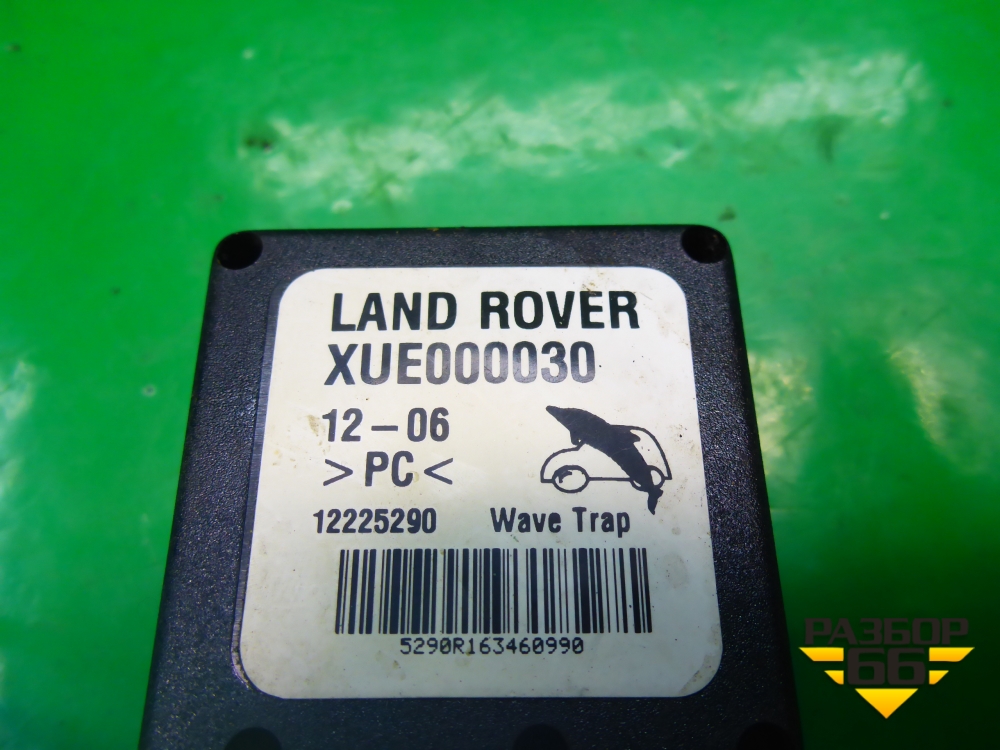 LAND ROVER
XUE000030
12-06
>PC<
12225290 Wave Trap
5290R163460990
РАЗБОР
66